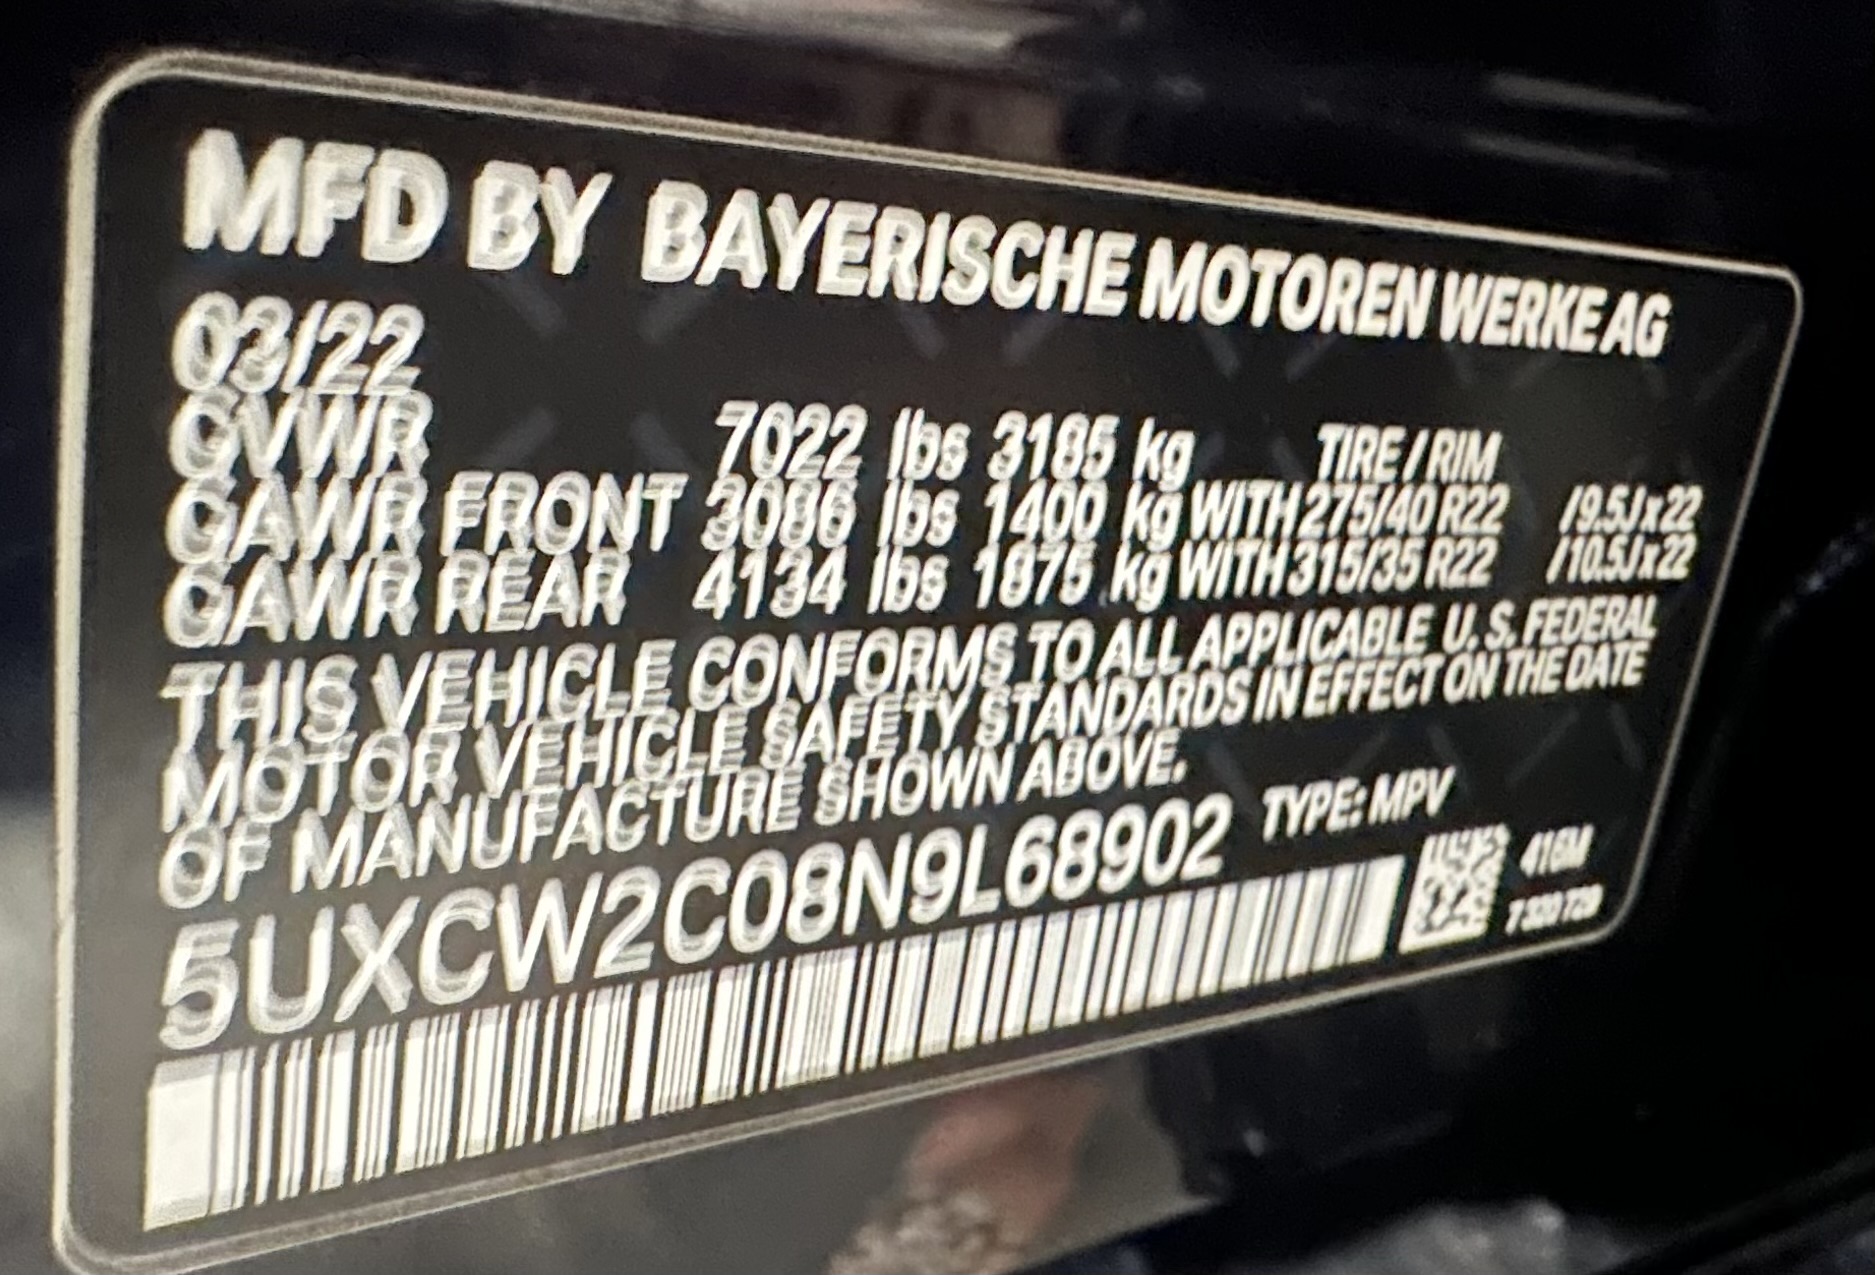 MFD BY BAYERISCHE MOTOREN WERKE AG
03/22
GVWR 7022 lbs 3185 kg TIRE / RIM
GAWR FRONT 3086 lbs 1400 kg WITH 275/40 R22 /9.5Jx22
GAWR REAR 4134 lbs 1875 kg WITH 315/35 R22 /10.5Jx22
THIS VEHICLE CONFORMS TO ALL APPLICABLE U.S. FEDERAL
MOTOR VEHICLE SAFETY STANDARDS IN EFFECT ON THE DATE
OF MANUFACTURE SHOWN ABOVE.
5UXCW2C08N9L68902 TYPE: MPV
416M